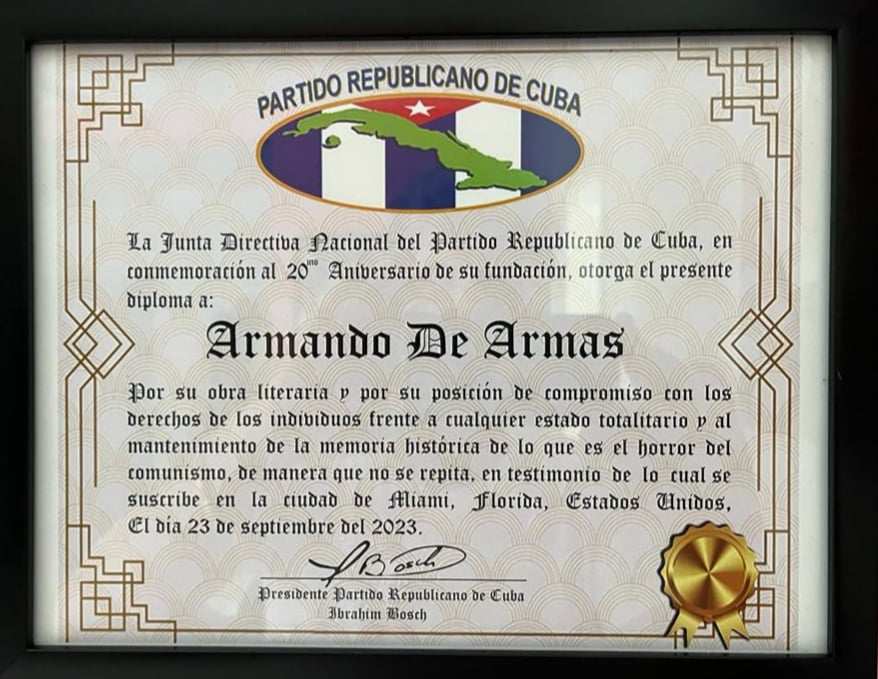 PARTIDO REPUBLICANO DE CUBA
La Junta Directiva Nacional del Partido Republicano de Cuba, en
conmemoración al 20mo Aniversario de su fundación, otorga el presente
diploma a:
Armando De Armas
Por su obra literaria y por su posición de compromiso con los
derechos de los individuos frente a cualquier estado totalitario y al
mantenimiento de la memoria histórica de lo que es el horror del
comunismo, de manera que no se repita, en testimonio de lo cual se
suscribe en la ciudad de Miami, Florida, Estados Unidos.
El día 23 de septiembre del 2023.
I Bosch
Presidente Partido Republicano de Cuba
Ibrahim Bosch